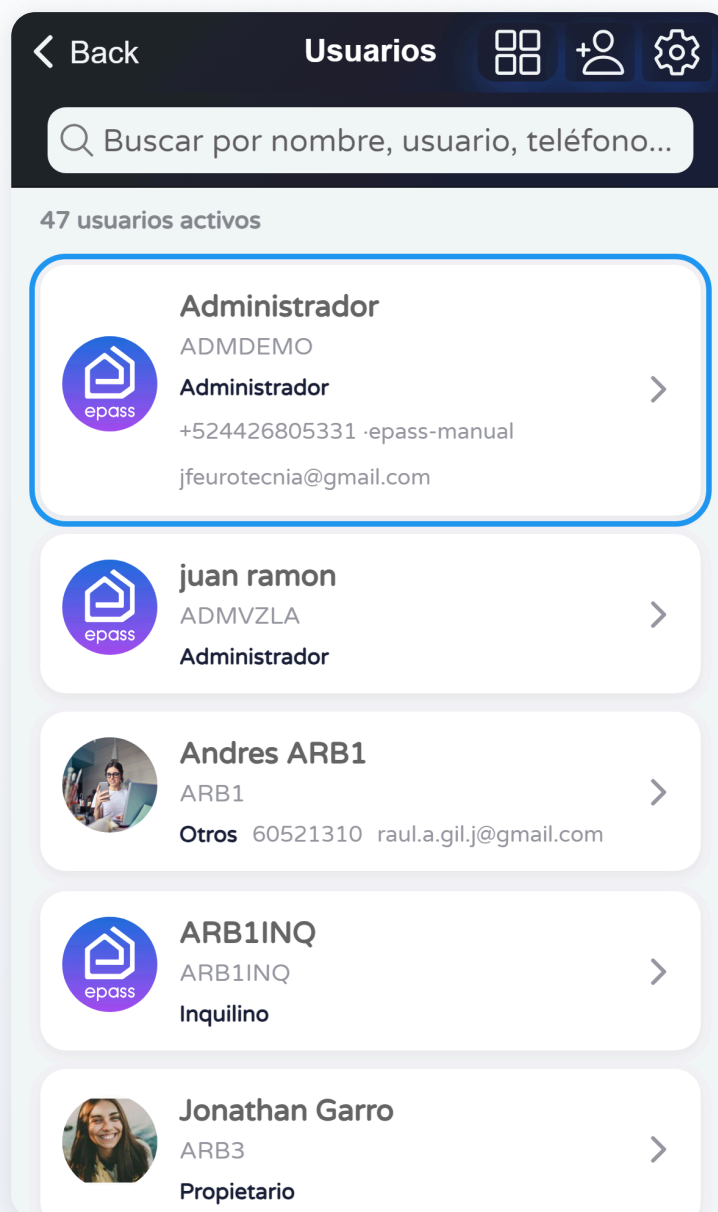 Back
Usuarios
Buscar por nombre, usuario, teléfono...
47 usuarios activos
Administrador
ADMDEMO
epass
Administrador
+524426805331 ·epass-manual
jfeurotecnia@gmail.com
juan ramon
ADMVZLA
epass
Administrador
Andres ARB1
ARB1
Otros 60521310 raul.a.gil.j@gmail.com
ARB1INQ
ARB1INQ
epass
Inquilino
Jonathan Garro
ARB3
Propietario